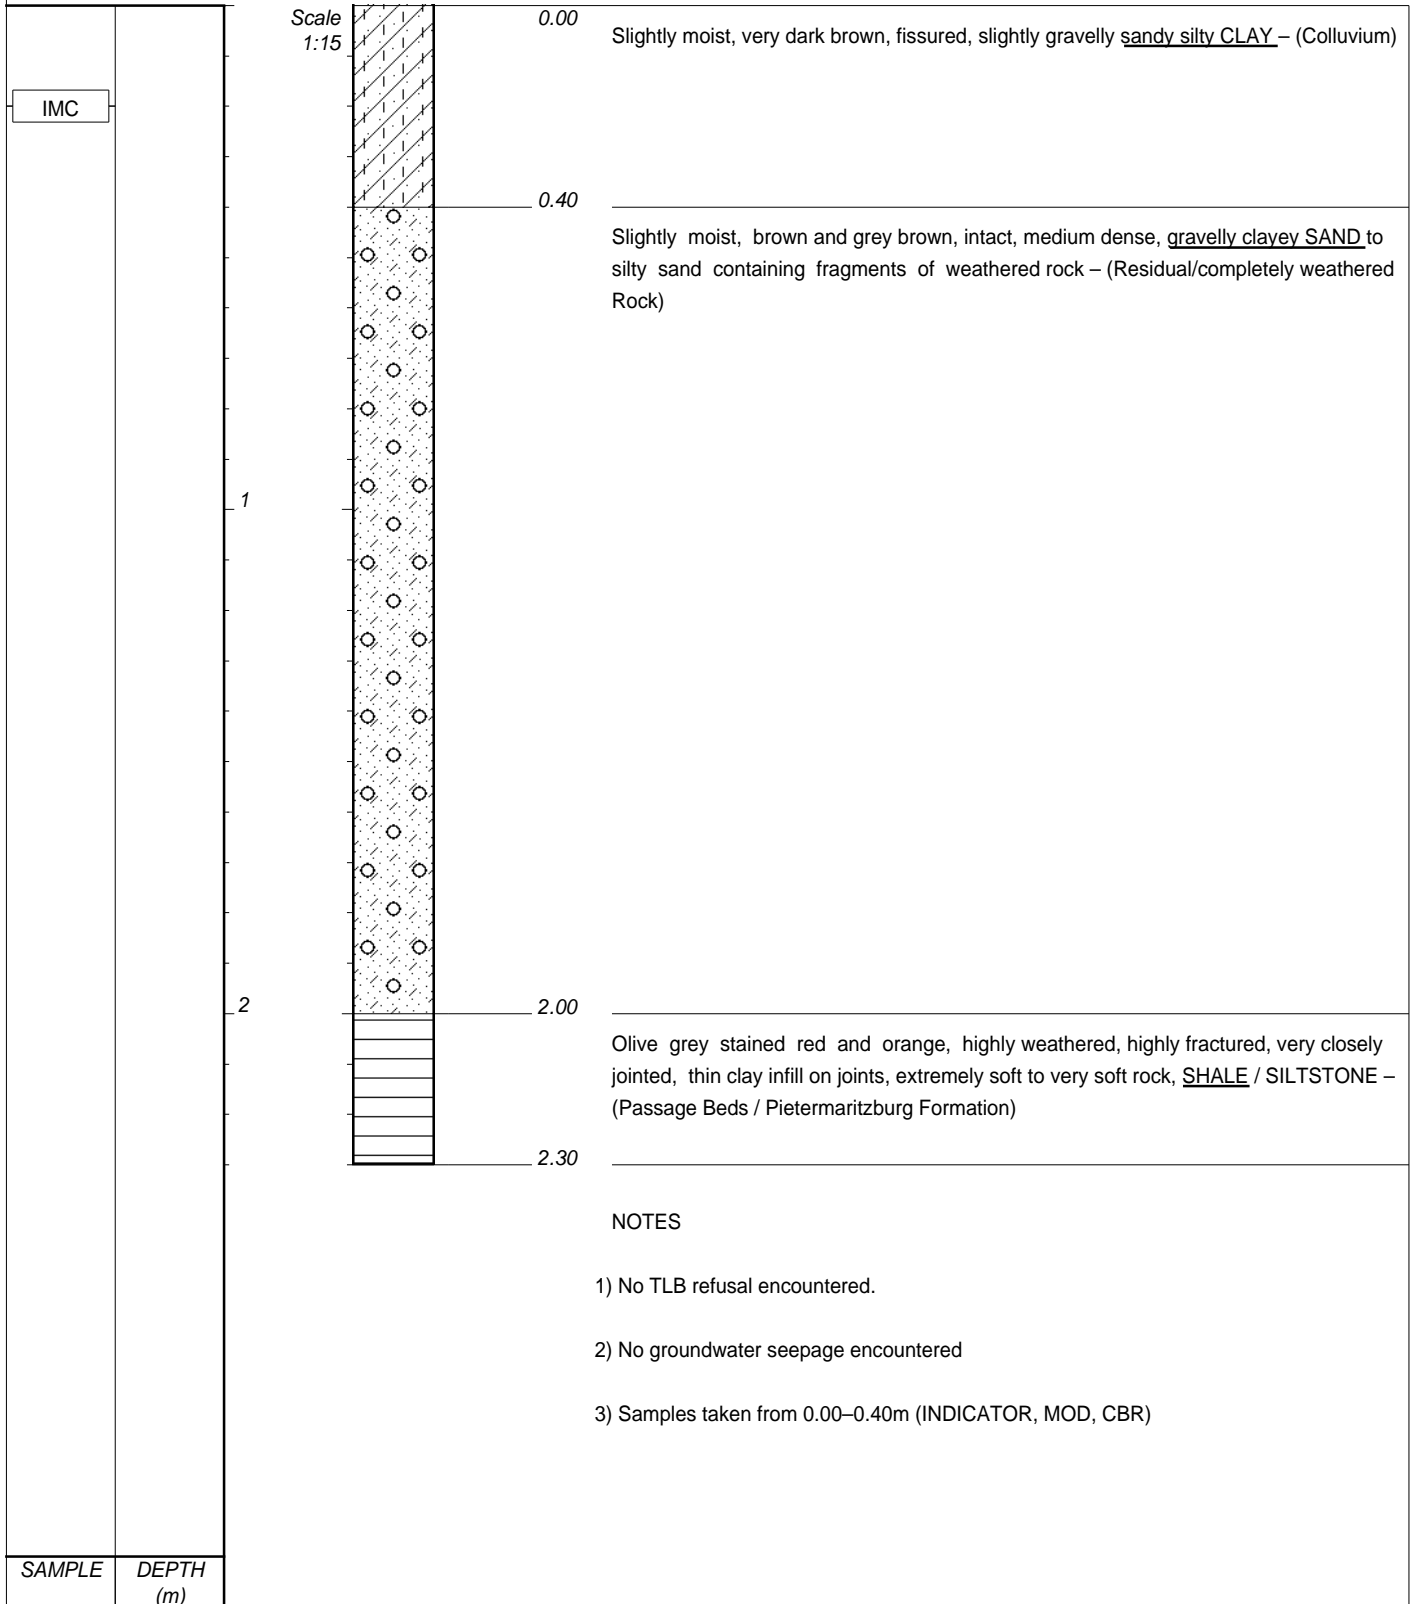 Scale
1:15
0.00
Slightly moist, very dark brown, fissured, slightly gravelly sandy silty CLAY – (Colluvium)
IMC
0.40
Slightly moist, brown and grey brown, intact, medium dense, gravelly clayey SAND to
silty sand containing fragments of weathered rock – (Residual/completely weathered
Rock)
1
2
2.00
Olive grey stained red and orange, highly weathered, highly fractured, very closely
jointed, thin clay infill on joints, extremely soft to very soft rock, SHALE / SILTSTONE –
(Passage Beds / Pietermaritzburg Formation)
2.30
NOTES
1) No TLB refusal encountered.
2) No groundwater seepage encountered
3) Samples taken from 0.00–0.40m (INDICATOR, MOD, CBR)
SAMPLE
DEPTH
(m)